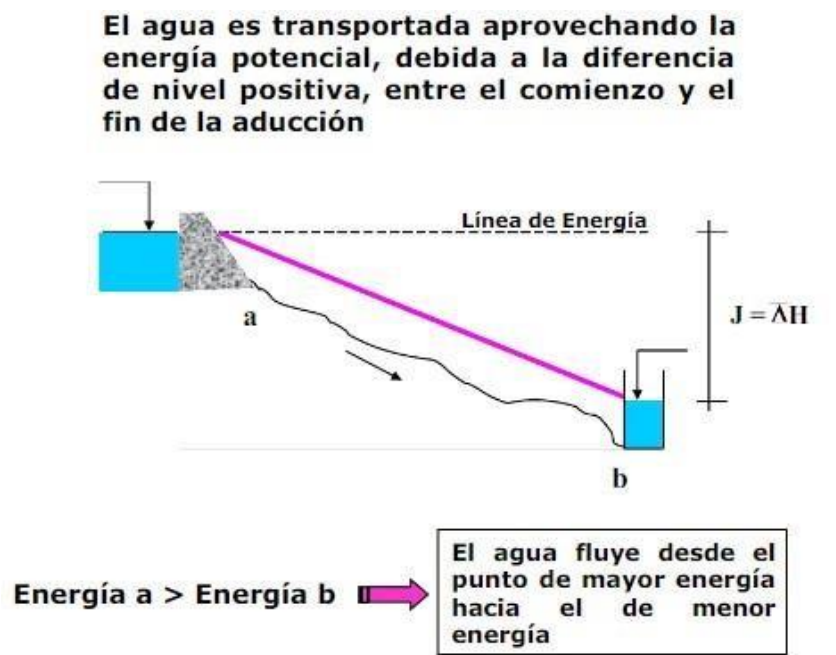 El agua es transportada aprovechando la
energía potencial, debida a la diferencia
de nivel positiva, entre el comienzo y el
fin de la aducción
Línea de Energía
a
J = ΔH
b
Energía a > Energía b
El agua fluye desde el
punto de mayor energía
hacia el de menor
energía